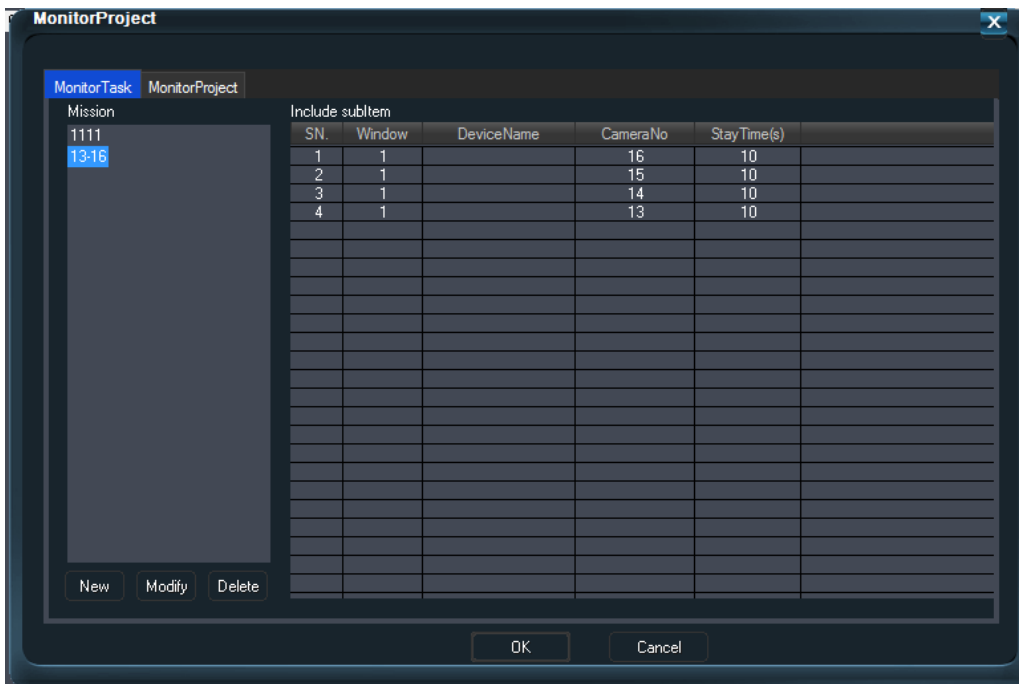 MonitorProject
X
MonitorTask MonitorProject
Mission
Include subItem
1111
13-16
SN. Window DeviceName CameraNo StayTime(s)
1 1 16 10
2 1 15 10
3 1 14 10
4 1 13 10
New Modify Delete
OK Cancel